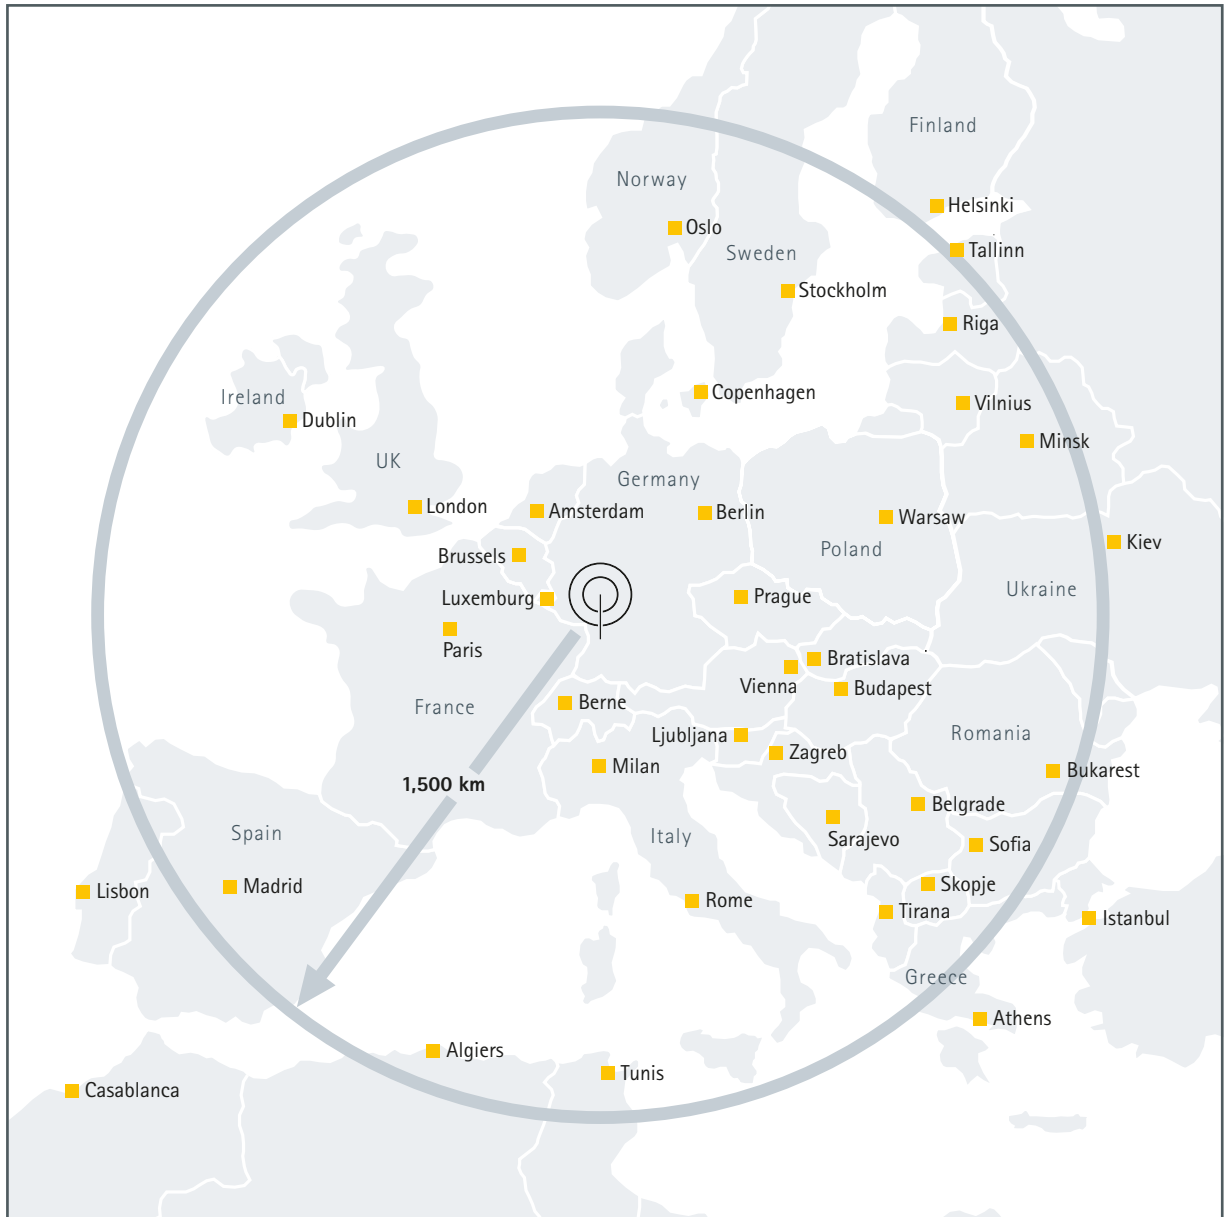 Finland
Norway
Helsinki
Oslo
Tallinn
Sweden
Stockholm
Riga
Copenhagen
Ireland
Vilnius
Dublin
Minsk
UK
Germany
London
Amsterdam
Berlin
Warsaw
Kiev
Poland
Brussels
Ukraine
Luxemburg
Prague
Paris
Bratislava
Vienna
Budapest
Berne
France
Ljubljana
Romania
Zagreb
Milan
Bukarest
1,500 km
Belgrade
Spain
Italy
Sarajevo
Sofia
Madrid
Skopje
Lisbon
Rome
Tirana
Istanbul
Greece
Athens
Algiers
Tunis
Casablanca